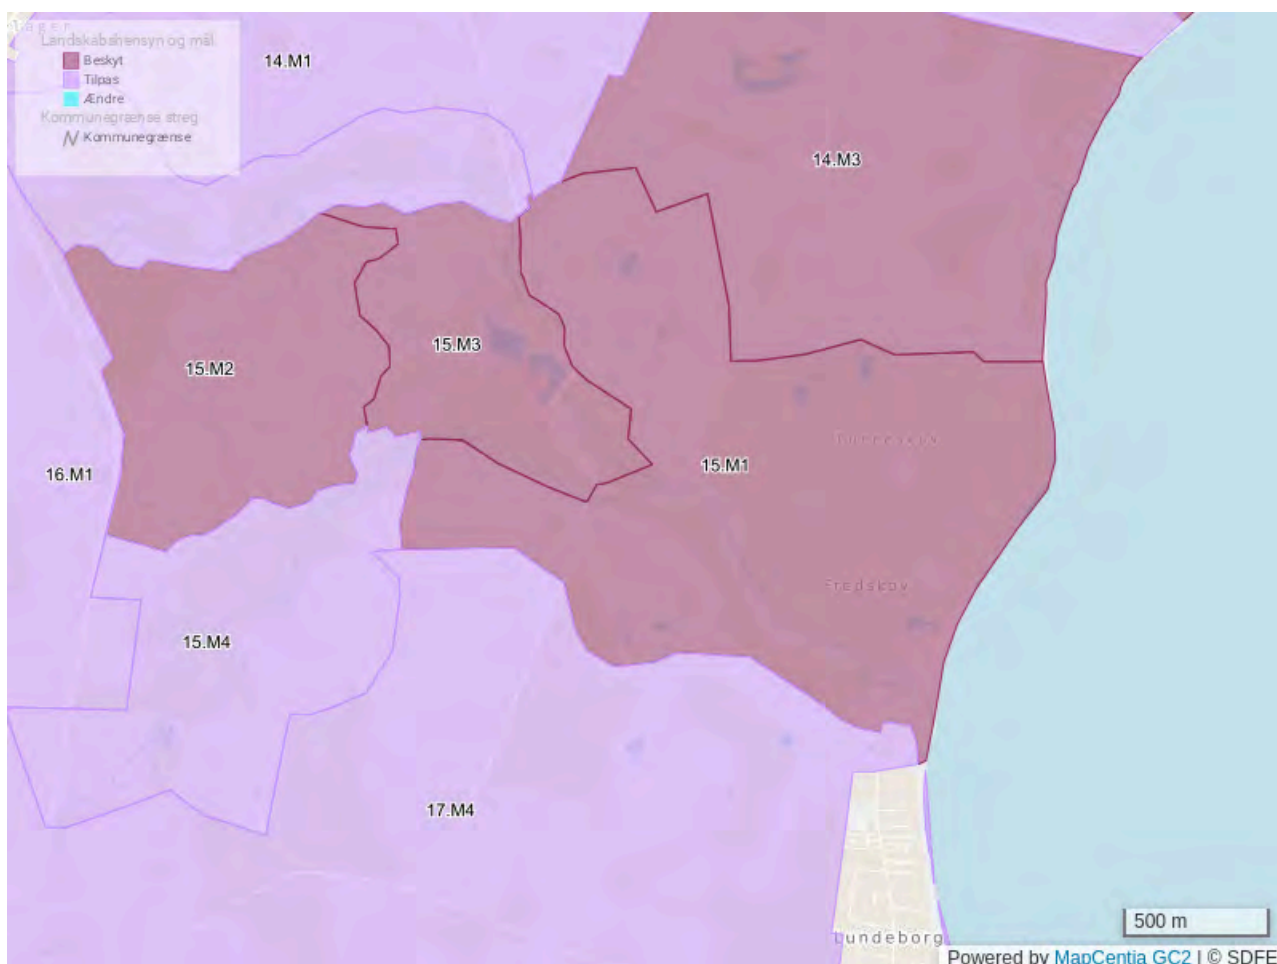 Landskabshensyn og mål
Beskyt
Tilpas
Ændre
Kommunegrænse streg
Kommunegrænse
14.M1
14.M3
15.M3
15.M2
15.M1
16.M1
Fredskov
15.M4
17.M4
500 m
Lundeborg
Powered by MapCentia GC2 | © SDFE